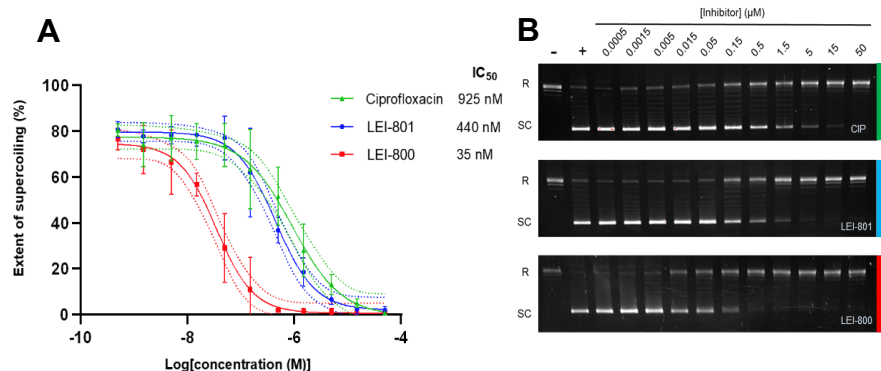 A
IC50
Ciprofloxacin 925 nM
LEI-801 440 nM
LEI-800 35 nM
Extent of supercoiling (%)
100
80
60
40
20
0
-10
-8
-6
-4
Log[concentration (M)]
B
[Inhibitor] (µM)
- + 0.0005 0.0015 0.005 0.015 0.05 0.15 0.5 1.5 5 15 50
R
SC
CIP
R
SC
LEI-801
R
SC
LEI-800